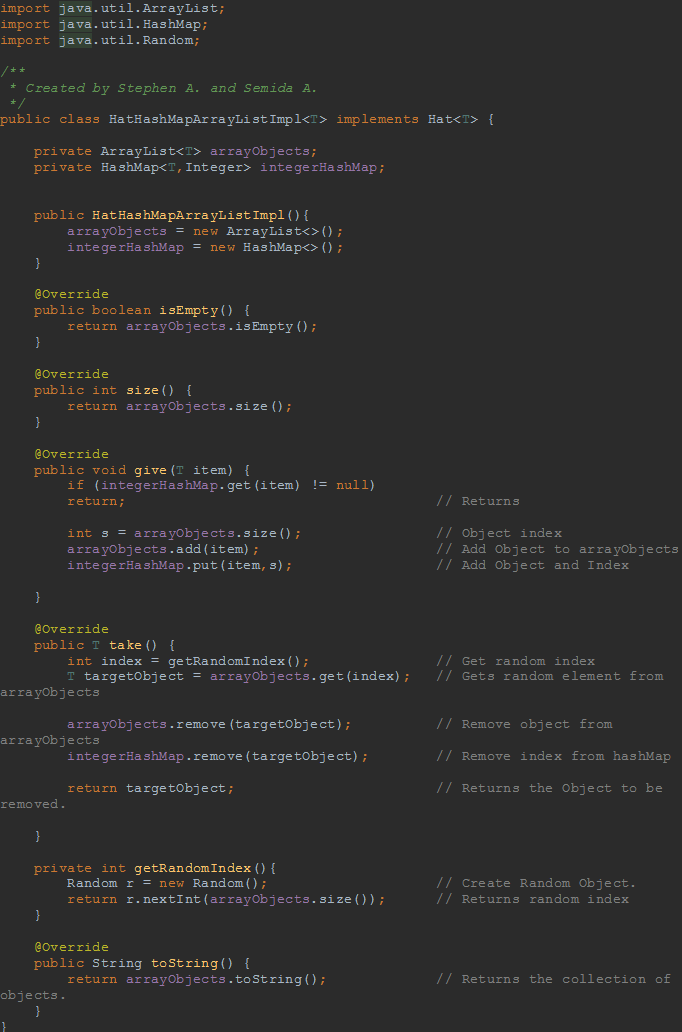 import java.util.ArrayList;
import java.util.HashMap;
import java.util.Random;

/**
 * Created by Stephen A. and Semida A.
 */
public class HatHashMapArrayListImpl<T> implements Hat<T> {

    private ArrayList<T> arrayObjects;
    private HashMap<T,Integer> integerHashMap;


    public HatHashMapArrayListImpl(){
        arrayObjects = new ArrayList<>();
        integerHashMap = new HashMap<>();
    }

    @Override
    public boolean isEmpty() {
        return arrayObjects.isEmpty();
    }

    @Override
    public int size() {
        return arrayObjects.size();
    }

    @Override
    public void give(T item) {
        if (integerHashMap.get(item) != null)
        return;                                      // Returns

        int s = arrayObjects.size();                 // Object index
        arrayObjects.add(item);                      // Add Object to arrayObjects
        integerHashMap.put(item,s);                  // Add Object and Index

    }

    @Override
    public T take() {
        int index = getRandomIndex();                // Get random index
        T targetObject = arrayObjects.get(index);    // Gets random element from
arrayObjects

        arrayObjects.remove(targetObject);           // Remove object from
arrayObjects
        integerHashMap.remove(targetObject);         // Remove index from hashMap

        return targetObject;                         // Returns the Object to be
removed.

    }

    private int getRandomIndex(){
        Random r = new Random();                     // Create Random Object.
        return r.nextInt(arrayObjects.size());       // Returns random index
    }

    @Override
    public String toString() {
        return arrayObjects.toString();              // Returns the collection of
objects.
    }
}